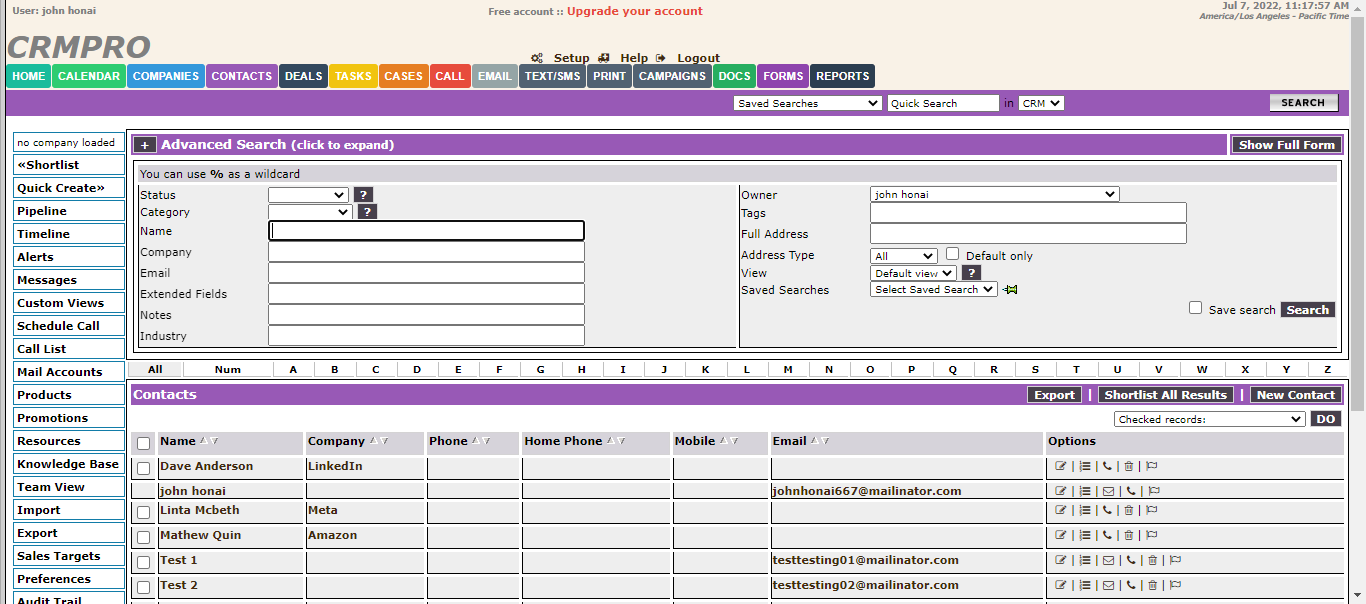 User: john honai
Free account :: Upgrade your account
Jul 7, 2022, 11:17:57 AM
America/Los Angeles - Pacific Time
CRMPRO
Setup Help Logout
HOME CALENDAR COMPANIES CONTACTS DEALS TASKS CASES CALL EMAIL TEXT/SMS PRINT CAMPAIGNS DOCS FORMS REPORTS
Saved Searches Quick Search in CRM SEARCH
no company loaded
«Shortlist
Quick Create»
Pipeline
Timeline
Alerts
Messages
Custom Views
Schedule Call
Call List
Mail Accounts
Products
Promotions
Resources
Knowledge Base
Team View
Import
Export
Sales Targets
Preferences
Audit Trail
+ Advanced Search (click to expand) Show Full Form
You can use % as a wildcard
Status ?
Category ?
Name
Company
Email
Extended Fields
Notes
Industry
Owner john honai
Tags
Full Address
Address Type All Default only
View Default view ?
Saved Searches Select Saved Search
Save search Search
All Num A B C D E F G H I J K L M N O P Q R S T U V W X Y Z
Contacts Export | Shortlist All Results | New Contact
Checked records: DO
Name Company Phone Home Phone Mobile Email Options
Dave Anderson LinkedIn
john honai johnhonai667@mailinator.com
Linta Mcbeth Meta
Mathew Quin Amazon
Test 1 testtesting01@mailinator.com
Test 2 testtesting02@mailinator.com